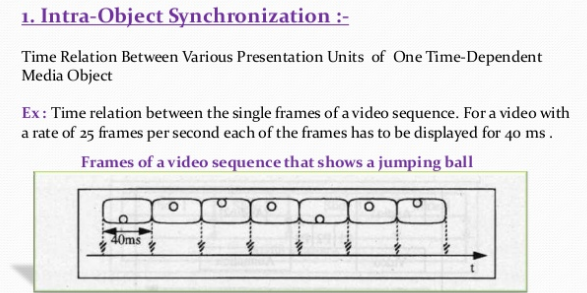 1. Intra-Object Synchronization :-
Time Relation Between Various Presentation Units of One Time-Dependent
Media Object
Ex : Time relation between the single frames of a video sequence. For a video with
a rate of 25 frames per second each of the frames has to be displayed for 40 ms .
Frames of a video sequence that shows a jumping ball
40ms
t